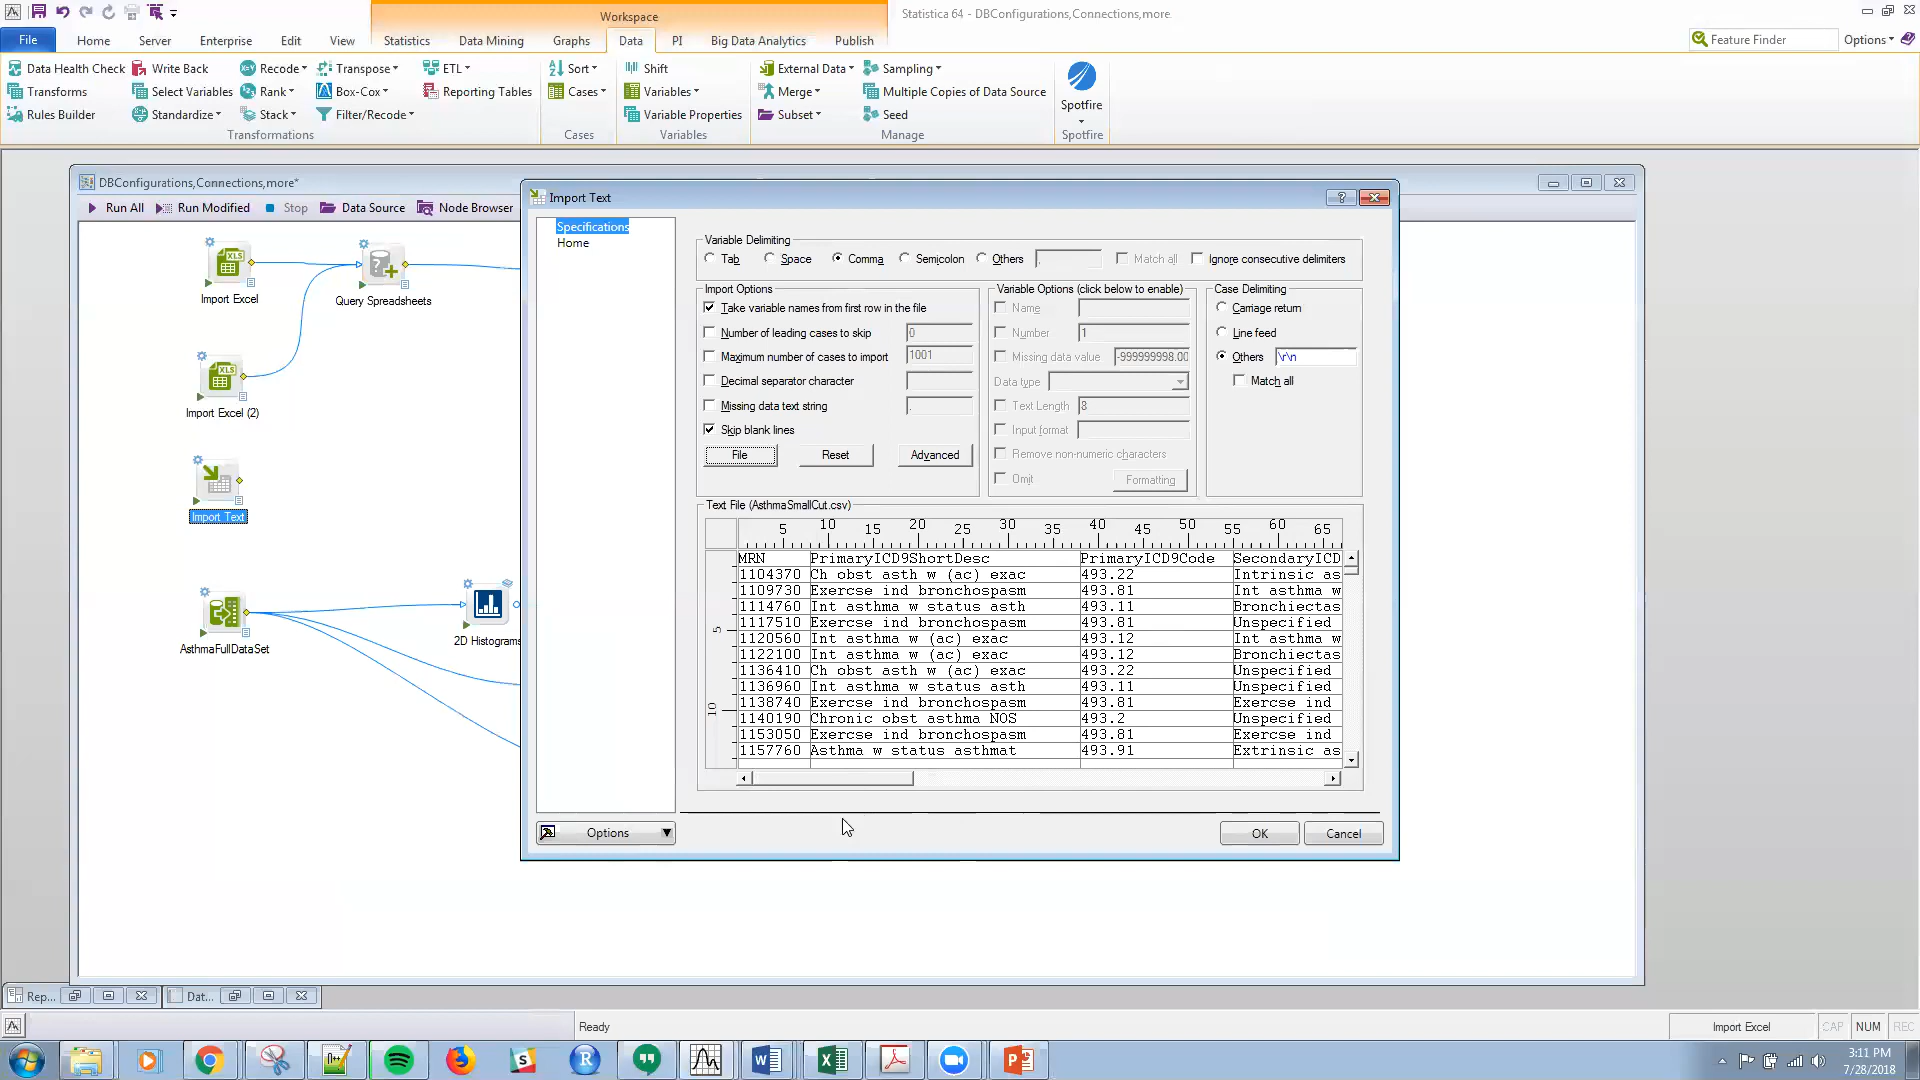 Workspace
Statistica 64 - DBConfigurations,Connections,more
File Home Server Enterprise Edit View Statistics Data Mining Graphs Data PI Big Data Analytics Publish
Feature Finder Options
Data Health Check Write Back Recode Transpose ETL Sort Shift External Data Sampling
Transforms Select Variables Rank Box-Cox Reporting Tables Cases Variables Merge Multiple Copies of Data Source
Rules Builder Standardize Stack Filter/Recode Variable Properties Subset Seed
Spotfire
Transformations Cases Variables Manage Spotfire
DBConfigurations,Connections,more*
Run All Run Modified Stop Data Source Node Browser
XLS
Import Excel
Query Spreadsheets
XLS
Import Excel (2)
Import Text
AsthmaFullDataSet
2D Histograms
Import Text
Specifications
Home
Variable Delimiting
Tab Space Comma Semicolon Others , Match all Ignore consecutive delimiters
Import Options
Take variable names from first row in the file
Number of leading cases to skip 0
Maximum number of cases to import 1001
Decimal separator character
Missing data text string .
Skip blank lines
File Reset Advanced
Variable Options (click below to enable)
Name
Number 1
Missing data value -999999998.00
Data type
Text Length 8
Input format
Remove non-numeric characters
Omit Formatting
Case Delimiting
Carriage return
Line feed
Others \r\n
Match all
Text File (AsthmaSmallCut.csv)
5 10 15 20 25 30 35 40 45 50 55 60 65
MRN PrimaryICD9ShortDesc PrimaryICD9Code SecondaryICD
1104370 Ch obst asth w (ac) exac 493.22 Intrinsic as
1109730 Exercse ind bronchospasm 493.81 Int asthma w
1114760 Int asthma w status asth 493.11 Bronchiectas
1117510 Exercse ind bronchospasm 493.81 Unspecified
1120560 Int asthma w (ac) exac 493.12 Int asthma w
1122100 Int asthma w (ac) exac 493.12 Bronchiectas
1136410 Ch obst asth w (ac) exac 493.22 Unspecified
1136960 Int asthma w status asth 493.11 Unspecified
1138740 Exercse ind bronchospasm 493.81 Exercse ind
1140190 Chronic obst asthma NOS 493.2 Unspecified
1153050 Exercse ind bronchospasm 493.81 Exercse ind
1157760 Asthma w status asthmat 493.91 Extrinsic as
5
10
Options OK Cancel
Rep... Dat...
Ready Import Excel CAP NUM REC
3:11 PM
7/28/2018